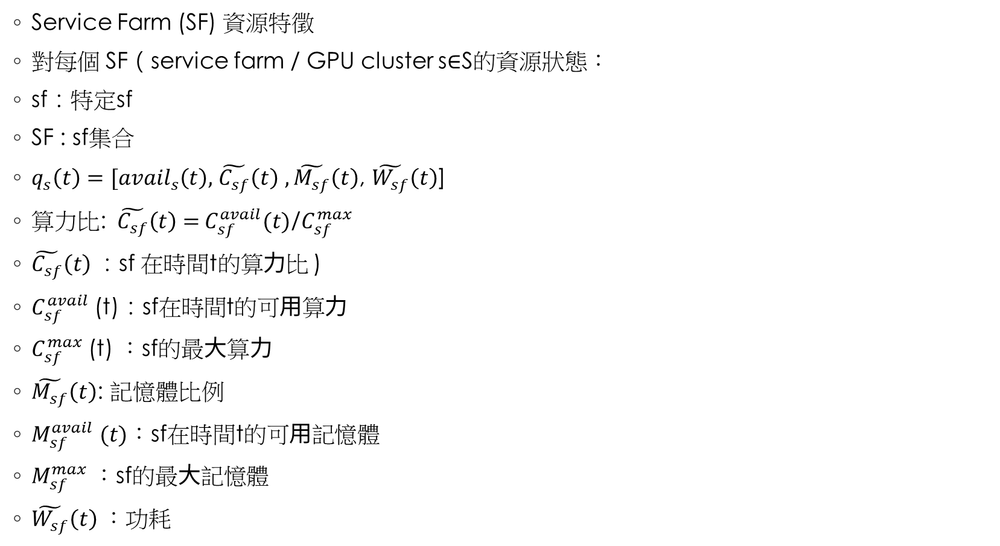 ◦ Service Farm (SF) 資源特徵
◦ 對每個 SF ( service farm / GPU cluster s∈S的資源狀態：
◦ sf：特定sf
◦ SF : sf集合
◦ $q_s(t) = [avail_s(t), \widetilde{C_{sf}}(t) , \widetilde{M_{sf}}(t), \widetilde{W_{sf}}(t)]$
◦ 算力比: $\widetilde{C_{sf}}(t) = C_{sf}^{avail}(t)/C_{sf}^{max}$
◦ $\widetilde{C_{sf}}(t)$ ：sf 在時間t的算力比 )
◦ $C_{sf}^{avail}$ (t)：sf在時間t的可用算力
◦ $C_{sf}^{max}$ (t) ：sf的最大算力
◦ $\widetilde{M_{sf}}(t)$: 記憶體比例
◦ $M_{sf}^{avail}$ $(t)$：sf在時間t的可用記憶體
◦ $M_{sf}^{max}$ ：sf的最大記憶體
◦ $\widetilde{W_{sf}}(t)$ ：功耗